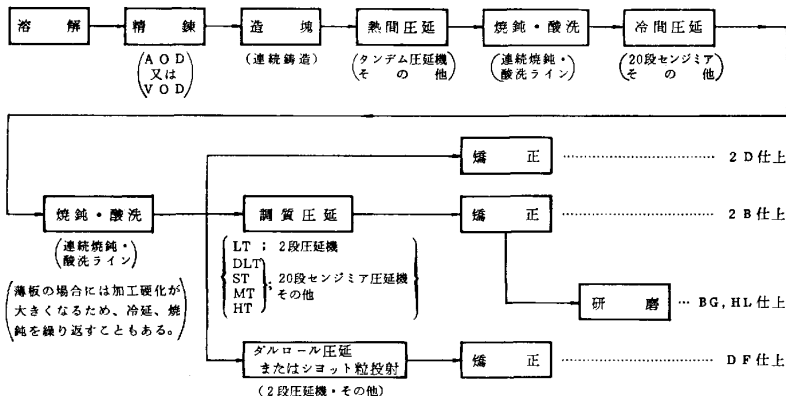 溶解 精錬 造塊 熱間圧延 焼鈍・酸洗 冷間圧延
(AOD又はVOD)
(連続鋳造)
(タンデム圧延機その他)
(連続焼鈍・酸洗ライン)
(20段センジミアその他)
矯正 2D仕上
焼鈍・酸洗 調質圧延 矯正 2B仕上
(連続焼鈍・酸洗ライン)
(薄板の場合には加工硬化が
大きくなるため、冷延、焼
鈍を繰り返すこともある。)
LT ; 2段圧延機
DLT
ST ; 20段センジミア圧延機
MT その他
HT
研磨 … BG, HL仕上
ダルロール圧延
またはショット粒投射
矯正 DF仕上
(2段圧延機・その他)